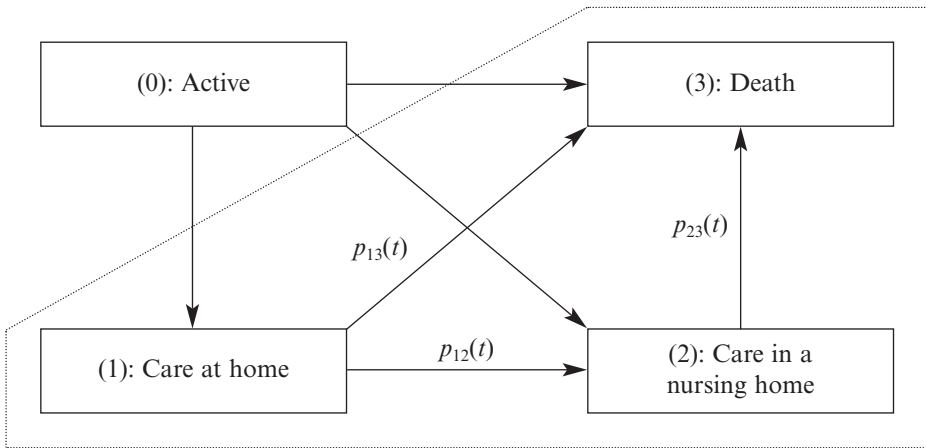 (0): Active
(3): Death
p13(t)
p23(t)
p12(t)
(1): Care at home
(2): Care in a
nursing home